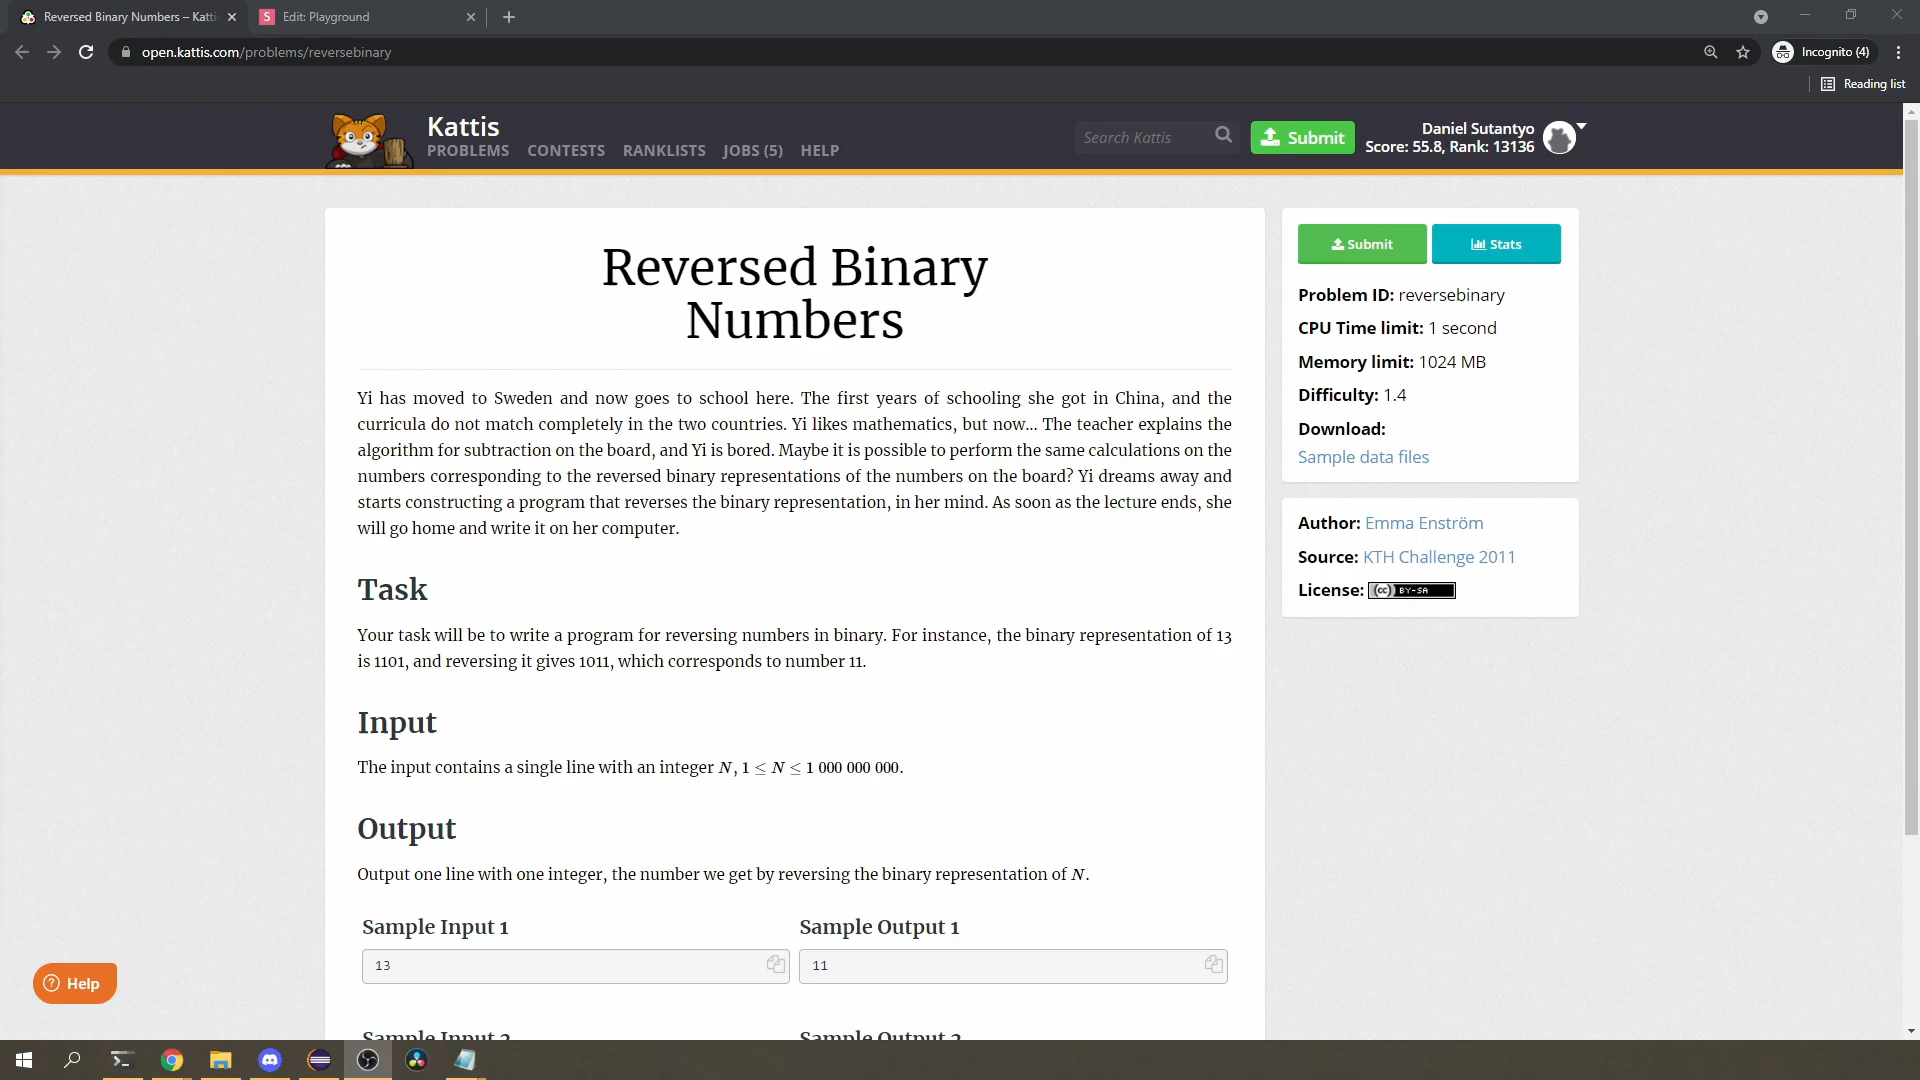 Reversed Binary Numbers – Katti
Edit: Playground
open.kattis.com/problems/reversebinary
Incognito (4)
Reading list
Kattis
PROBLEMS CONTESTS RANKLISTS JOBS (5) HELP
Search Kattis
Submit
Daniel Sutantyo
Score: 55.8, Rank: 13136
Reversed Binary
Numbers
Yi has moved to Sweden and now goes to school here. The first years of schooling she got in China, and the
curricula do not match completely in the two countries. Yi likes mathematics, but now... The teacher explains the
algorithm for subtraction on the board, and Yi is bored. Maybe it is possible to perform the same calculations on the
numbers corresponding to the reversed binary representations of the numbers on the board? Yi dreams away and
starts constructing a program that reverses the binary representation, in her mind. As soon as the lecture ends, she
will go home and write it on her computer.
Task
Your task will be to write a program for reversing numbers in binary. For instance, the binary representation of 13
is 1101, and reversing it gives 1011, which corresponds to number 11.
Input
The input contains a single line with an integer N, 1 ≤ N ≤ 1 000 000 000.
Output
Output one line with one integer, the number we get by reversing the binary representation of N.
Sample Input 1 Sample Output 1
13 11
Sample Input 2 Sample Output 2
Submit Stats
Problem ID: reversebinary
CPU Time limit: 1 second
Memory limit: 1024 MB
Difficulty: 1.4
Download:
Sample data files
Author: Emma Enström
Source: KTH Challenge 2011
License: (cc) BY-SA
Help